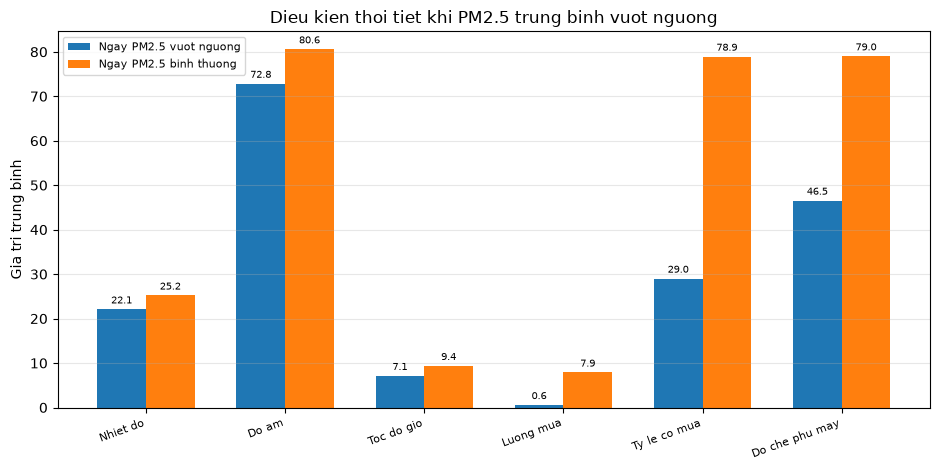 Dieu kien thoi tiet khi PM2.5 trung binh vuot nguong
Ngay PM2.5 vuot nguong
Ngay PM2.5 binh thuong
Gia tri trung binh
80
70
60
50
40
30
20
10
0
22.1
25.2
72.8
80.6
7.1
9.4
0.6
7.9
29.0
78.9
46.5
79.0
Nhiet do
Do am
Toc do gio
Luong mua
Ty le co mua
Do che phu may